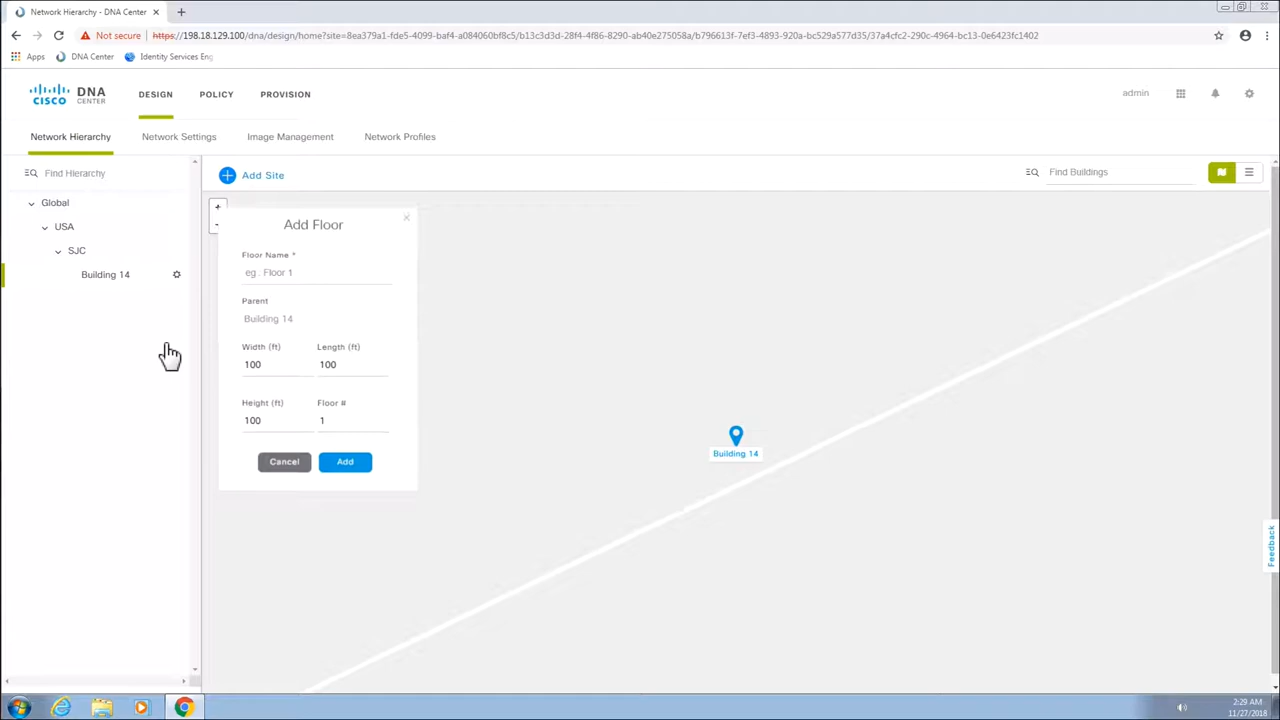 Network Hierarchy - DNA Center
Not secure https://198.18.129.100/dna/design/home?site=8ea379a1-fde5-4099-baf4-a084060bf8c5/b13c3d3d-28f4-4f86-8290-ab40e275058a/b796613f-7ef3-4893-920a-bc529a577d35/37a4cfc2-290c-4964-bc13-0e6423fc1402
Apps DNA Center Identity Services Eng
CISCO DNA CENTER DESIGN POLICY PROVISION admin
Network Hierarchy Network Settings Image Management Network Profiles
Find Hierarchy
Add Site
Find Buildings
Global
USA
SJC
Building 14
+
-
Add Floor
Floor Name *
eg . Floor 1
Parent
Building 14
Width (ft) Length (ft)
100 100
Height (ft) Floor #
100 1
Cancel Add
Building 14
Feedback
2:29 AM
11/27/2018